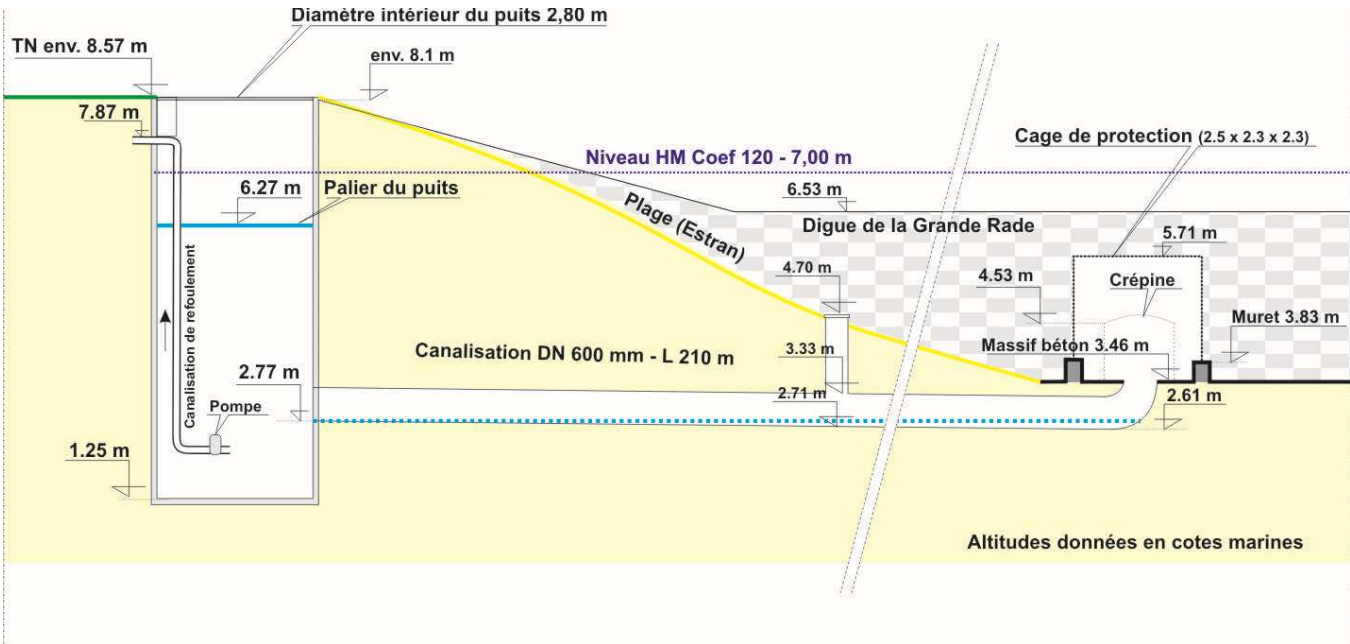 Diamètre intérieur du puits 2,80 m
TN env. 8.57 m
env. 8.1 m
7.87 m
Cage de protection (2.5 x 2.3 x 2.3)
Niveau HM Coef 120 - 7,00 m
6.27 m
Palier du puits
6.53 m
Plage (Estran)
Digue de la Grande Rade
5.71 m
4.70 m
4.53 m
Crépine
Canalisation de refoulement
Muret 3.83 m
Canalisation DN 600 mm - L 210 m
3.33 m
Massif béton 3.46 m
2.77 m
2.71 m
2.61 m
Pompe
1.25 m
Altitudes données en cotes marines